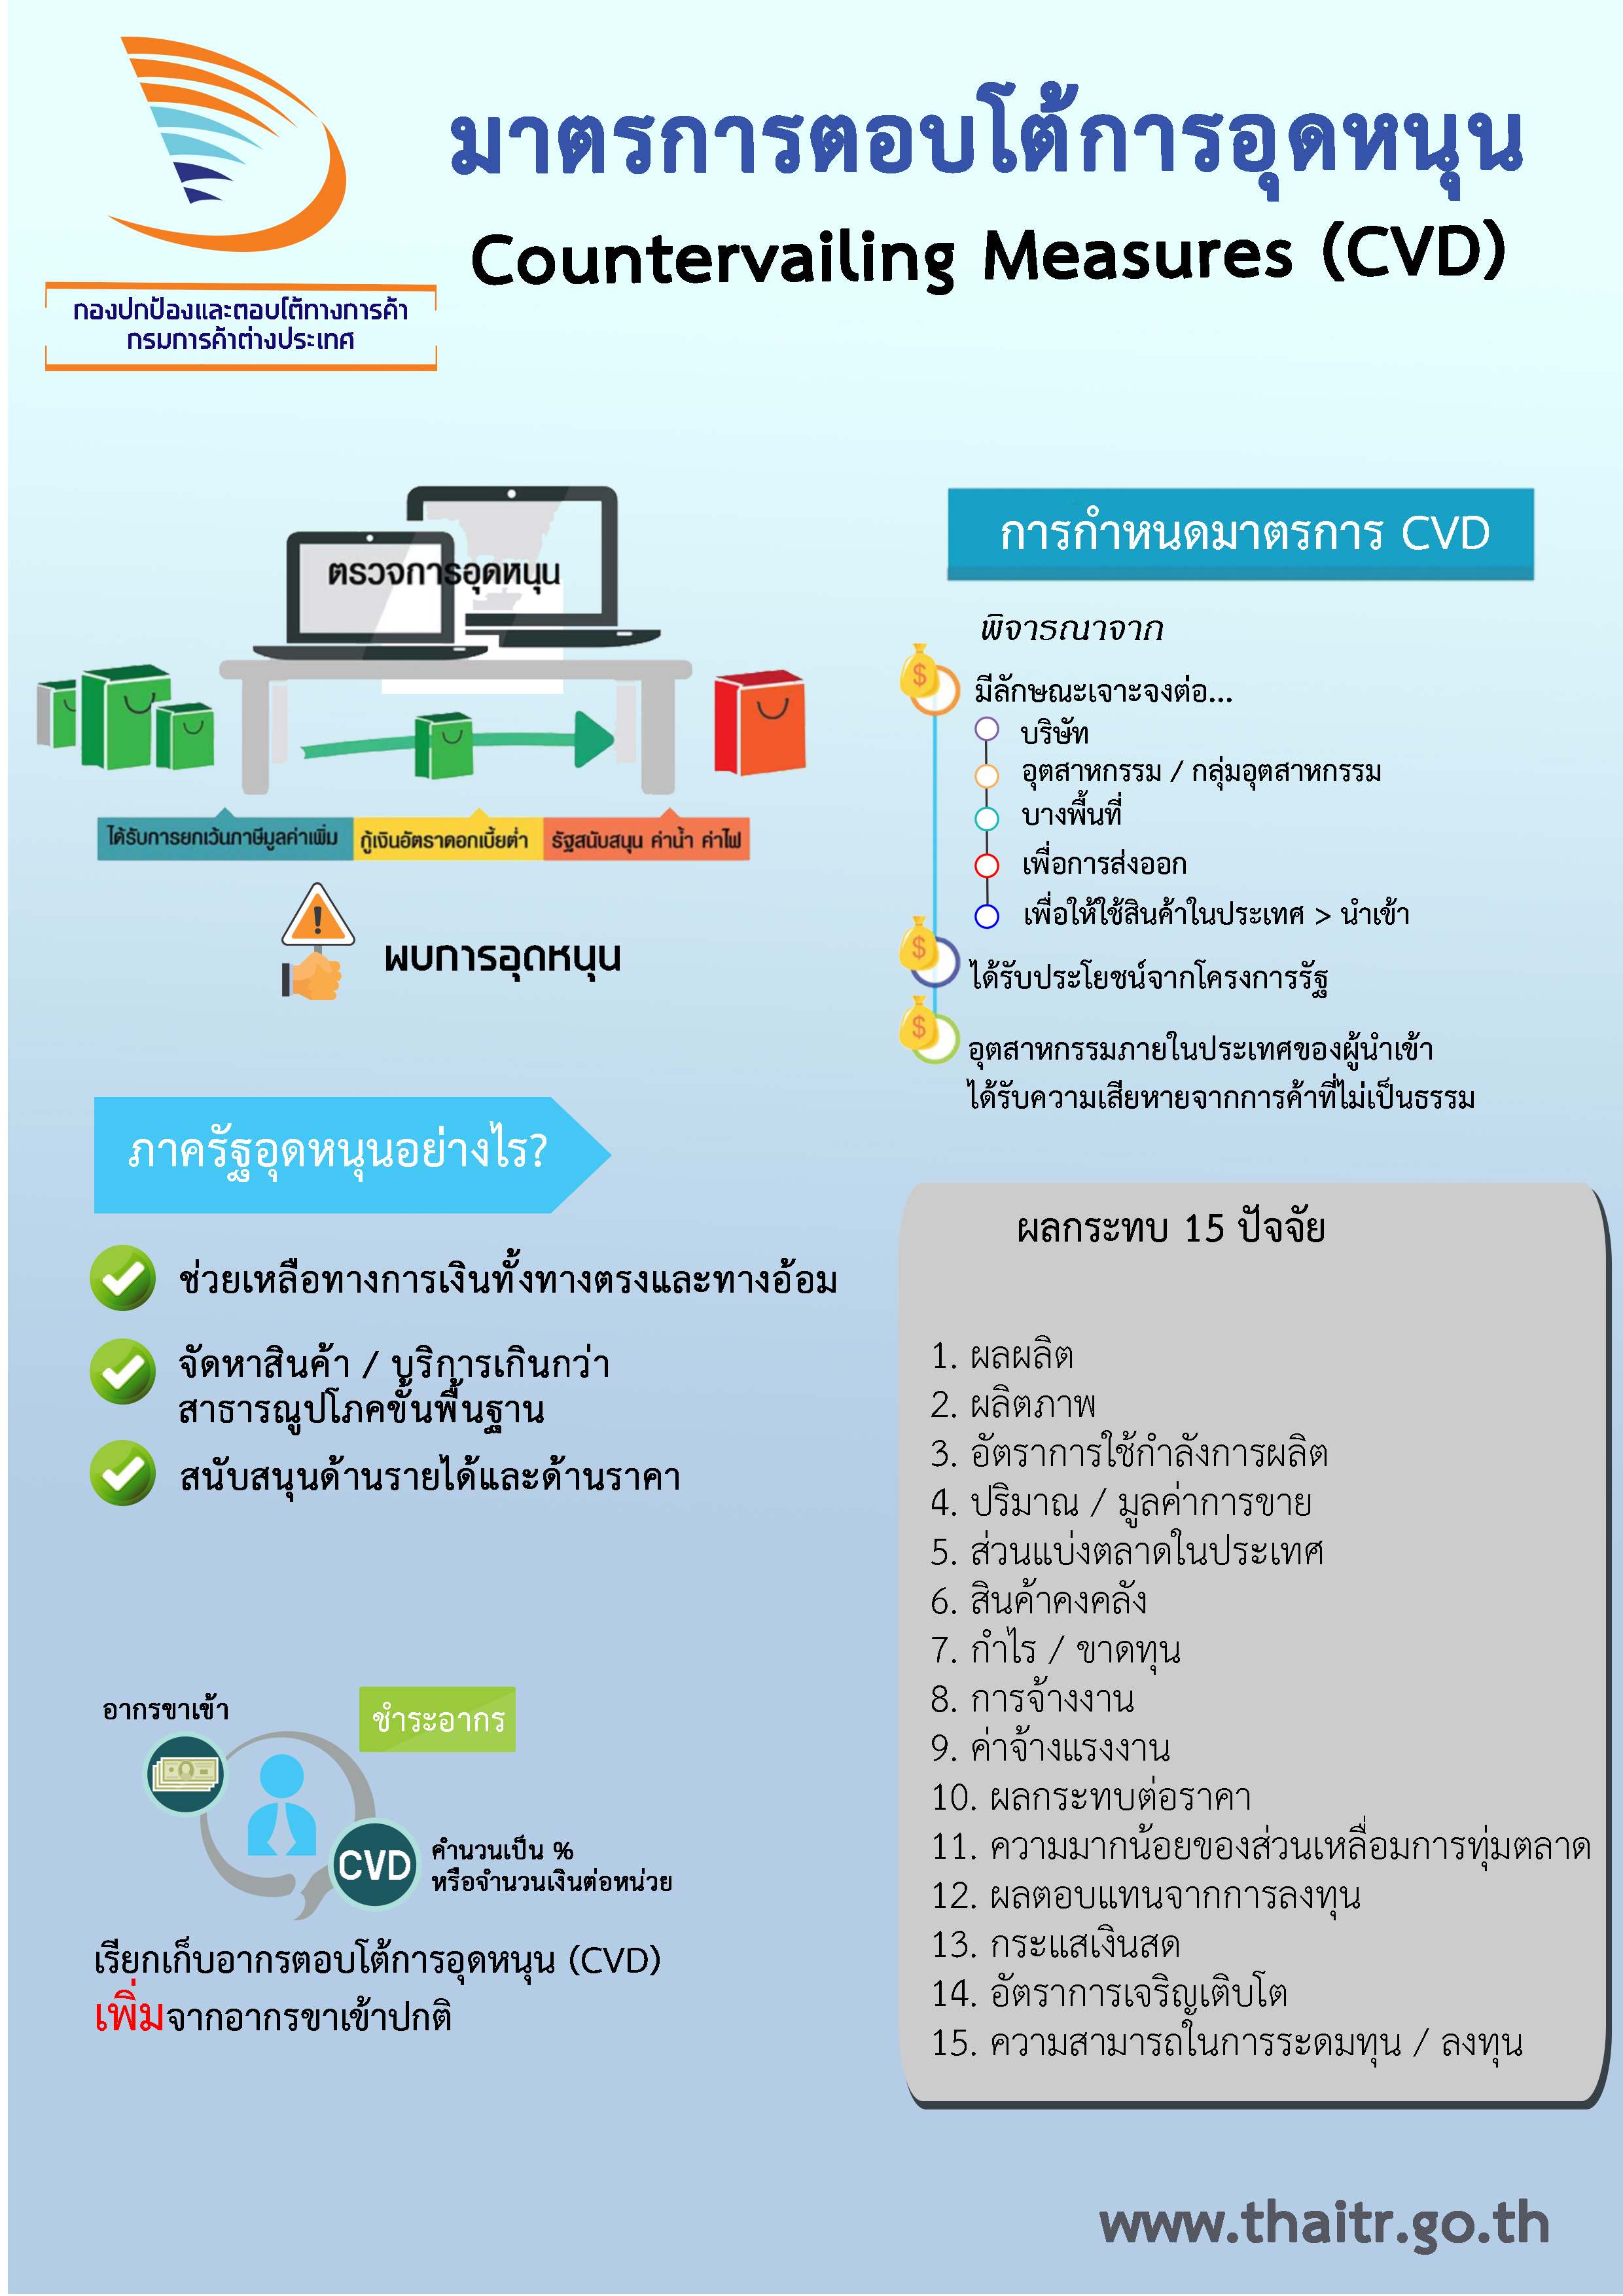 มาตรการตอบโต้การอุดหนุน
Countervailing Measures (CVD)
กองปกป้องและตอบโต้ทางการค้า
กรมการค้าต่างประเทศ
ตรวจการอุดหนุน
ได้รับการยกเว้นภาษีมูลค่าเพิ่ม
กู้เงินอัตราดอกเบี้ยต่ำ
รัฐสนับสนุน ค่าน้ำ ค่าไฟ
พบการอุดหนุน
การกำหนดมาตรการ CVD
พิจารณาจาก
มีลักษณะเจาะจงต่อ...
บริษัท
อุตสาหกรรม / กลุ่มอุตสาหกรรม
บางพื้นที่
เพื่อการส่งออก
เพื่อให้ใช้สินค้าในประเทศ > นำเข้า
ได้รับประโยชน์จากโครงการรัฐ
อุตสาหกรรมภายในประเทศของผู้นำเข้า
ได้รับความเสียหายจากการค้าที่ไม่เป็นธรรม
ภาครัฐอุดหนุนอย่างไร?
ช่วยเหลือทางการเงินทั้งทางตรงและทางอ้อม
จัดหาสินค้า / บริการเกินกว่า
สาธารณูปโภคขั้นพื้นฐาน
สนับสนุนด้านรายได้และด้านราคา
อากรขาเข้า
ชำระอากร
CVD
คำนวนเป็น %
หรือจำนวนเงินต่อหน่วย
เรียกเก็บอากรตอบโต้การอุดหนุน (CVD)
เพิ่มจากอากรขาเข้าปกติ
ผลกระทบ 15 ปัจจัย
1. ผลผลิต
2. ผลิตภาพ
3. อัตราการใช้กำลังการผลิต
4. ปริมาณ / มูลค่าการขาย
5. ส่วนแบ่งตลาดในประเทศ
6. สินค้าคงคลัง
7. กำไร / ขาดทุน
8. การจ้างงาน
9. ค่าจ้างแรงงาน
10. ผลกระทบต่อราคา
11. ความมากน้อยของส่วนเหลื่อมการทุ่มตลาด
12. ผลตอบแทนจากการลงทุน
13. กระแสเงินสด
14. อัตราการเจริญเติบโต
15. ความสามารถในการระดมทุน / ลงทุน
www.thaitr.go.th